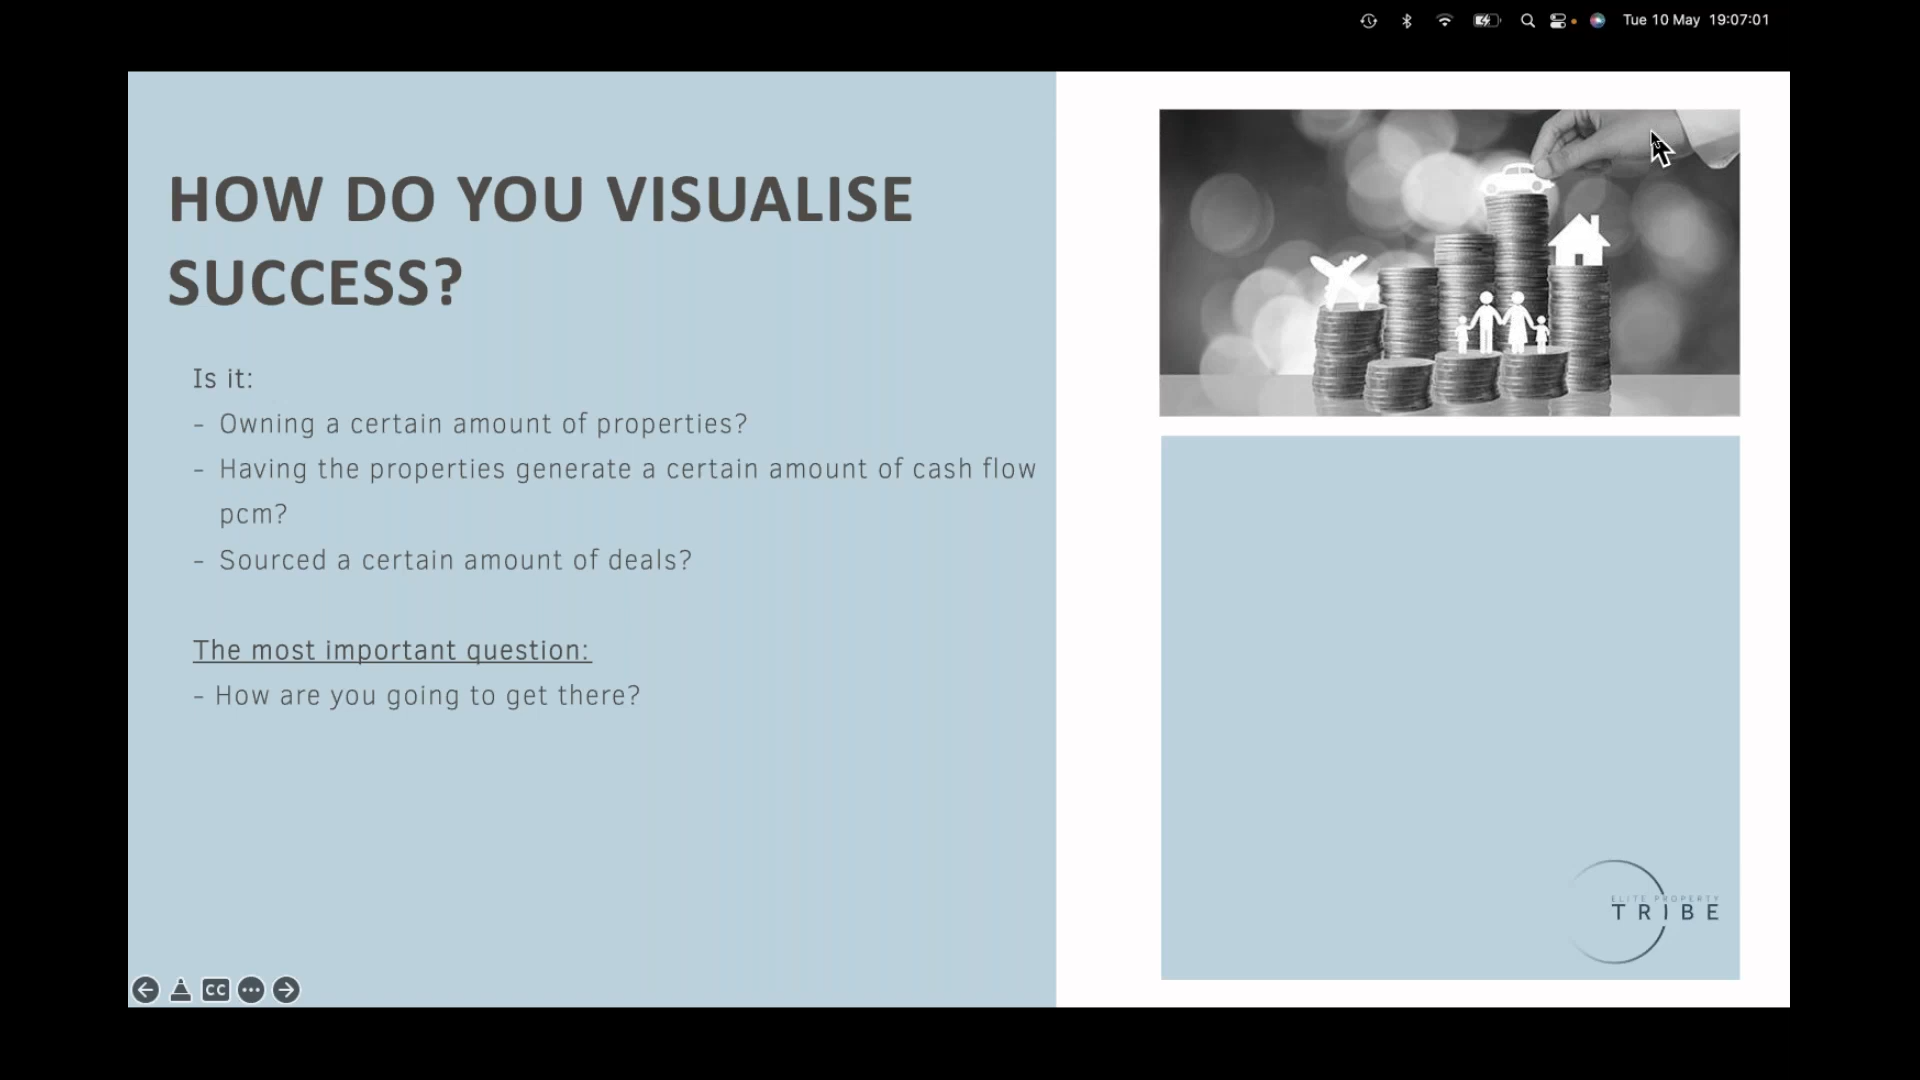 Tue 10 May 19:07:01
HOW DO YOU VISUALISE
SUCCESS?
Is it:
- Owning a certain amount of properties?
- Having the properties generate a certain amount of cash flow
pcm?
- Sourced a certain amount of deals?
The most important question:
- How are you going to get there?
ELITE PROPERTY
TRIBE
CC